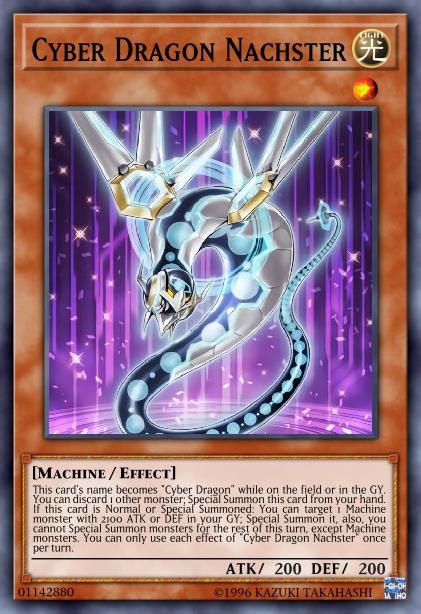 CYBER DRAGON NACHSTER
LIGHT
光
[MACHINE / EFFECT]
This card's name becomes "Cyber Dragon" while on the field or in the GY.
You can discard 1 other monster; Special Summon this card from your hand.
If this card is Normal or Special Summoned: You can target 1 Machine
monster with 2100 ATK or DEF in your GY; Special Summon it, also, you
cannot Special Summon monsters for the rest of this turn, except Machine
monsters. You can only use each effect of "Cyber Dragon Nachster" once
per turn.
ATK/ 200 DEF/ 200
01142880
©1996 KAZUKI TAKAHASHI